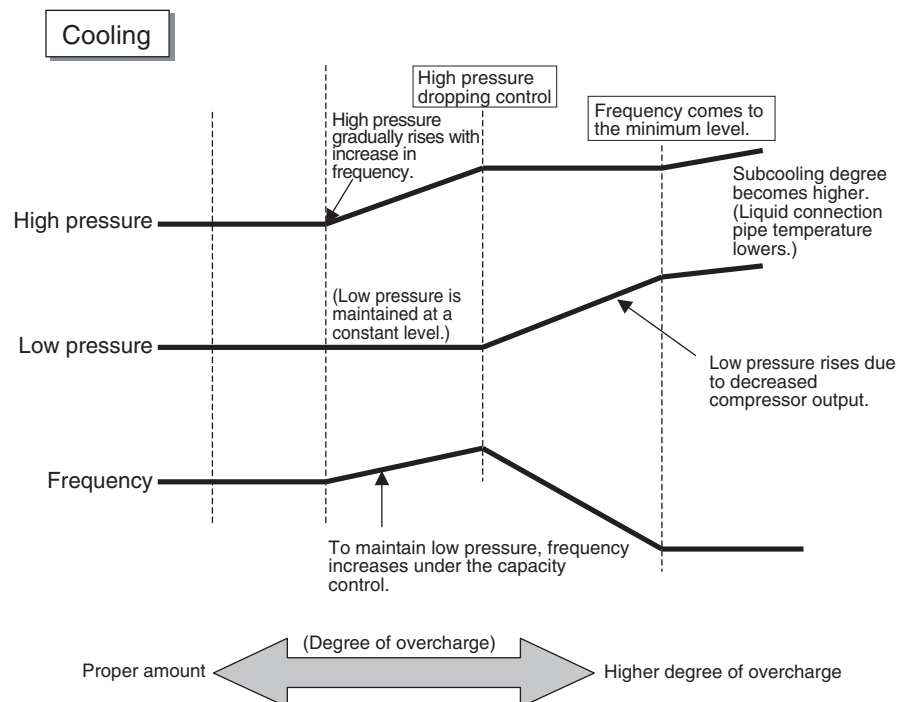 Cooling
High pressure
dropping control
Frequency comes to
the minimum level.
High pressure
gradually rises with
increase in
frequency.
Subcooling degree
becomes higher.
(Liquid connection
pipe temperature
lowers.)
High pressure
(Low pressure is
maintained at a
constant level.)
Low pressure
Low pressure rises due
to decreased
compressor output.
Frequency
To maintain low pressure, frequency
increases under the capacity
control.
(Degree of overcharge)
Proper amount
Higher degree of overcharge